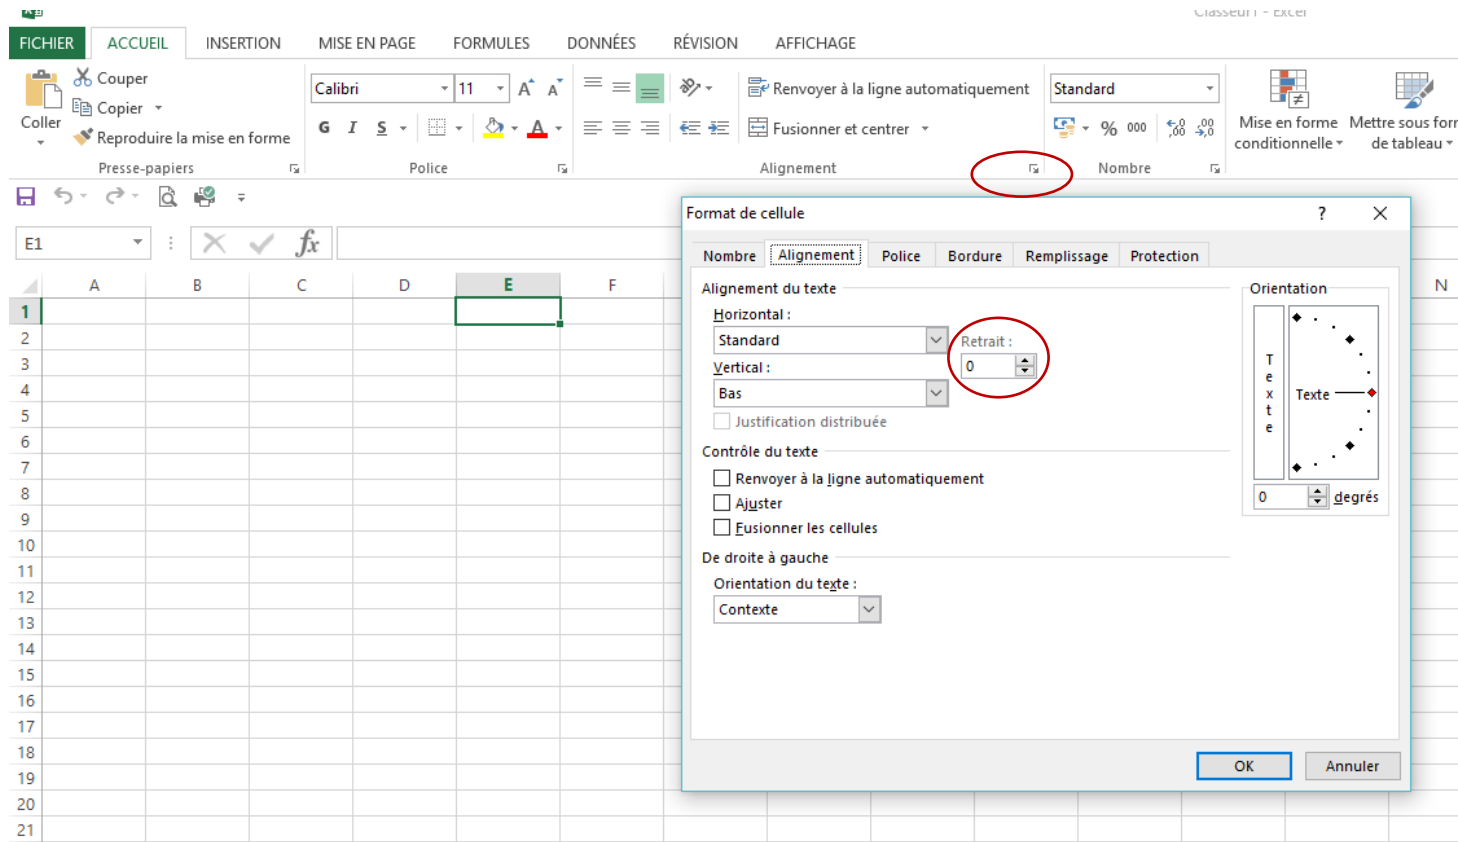 Classeur1 - Excel
FICHIER ACCUEIL INSERTION MISE EN PAGE FORMULES DONNÉES RÉVISION AFFICHAGE
Couper
Copier
Reproduire la mise en forme
Coller
Presse-papiers
Calibri 11 A A
G I S A
Police
Renvoyer à la ligne automatiquement
Fusionner et centrer
Alignement
Standard
% 000 ,00 ,00
Nombre
Mise en forme
conditionnelle
Mettre sous forr
de tableau
E1 fx
A B C D E F N
1
2
3
4
5
6
7
8
9
10
11
12
13
14
15
16
17
18
19
20
21
Format de cellule ?
Nombre Alignement Police Bordure Remplissage Protection
Alignement du texte
Horizontal :
Standard
Retrait :
0
Vertical :
Bas
Justification distribuée
Contrôle du texte
Renvoyer à la ligne automatiquement
Ajuster
Fusionner les cellules
De droite à gauche
Orientation du texte :
Contexte
Orientation
Texte
Texte
0 degrés
OK Annuler